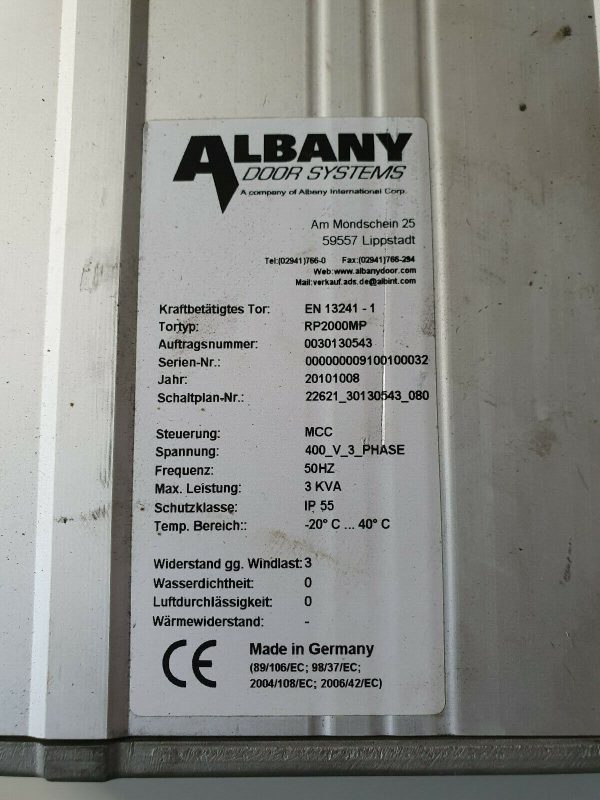 ALBANY
DOOR SYSTEMS
A company of Albany International Corp.
Am Mondschein 25
59557 Lippstadt
Tel:(02941)766-0 Fax:(02941)766-294
Web:www.albanydoor.com
Mail:verkauf.ads.de@albint.com
Kraftbetätigtes Tor: EN 13241 - 1
Tortyp: RP2000MP
Auftragsnummer: 0030130543
Serien-Nr.: 000000009100100032
Jahr: 20101008
Schaltplan-Nr.: 22621_30130543_080
Steuerung: MCC
Spannung: 400_V_3_PHASE
Frequenz: 50HZ
Max. Leistung: 3 KVA
Schutzklasse: IP 55
Temp. Bereich:: -20° C ... 40° C
Widerstand gg. Windlast: 3
Wasserdichtheit: 0
Luftdurchlässigkeit: 0
Wärmewiderstand: -
CE Made in Germany
(89/106/EC; 98/37/EC;
2004/108/EC; 2006/42/EC)